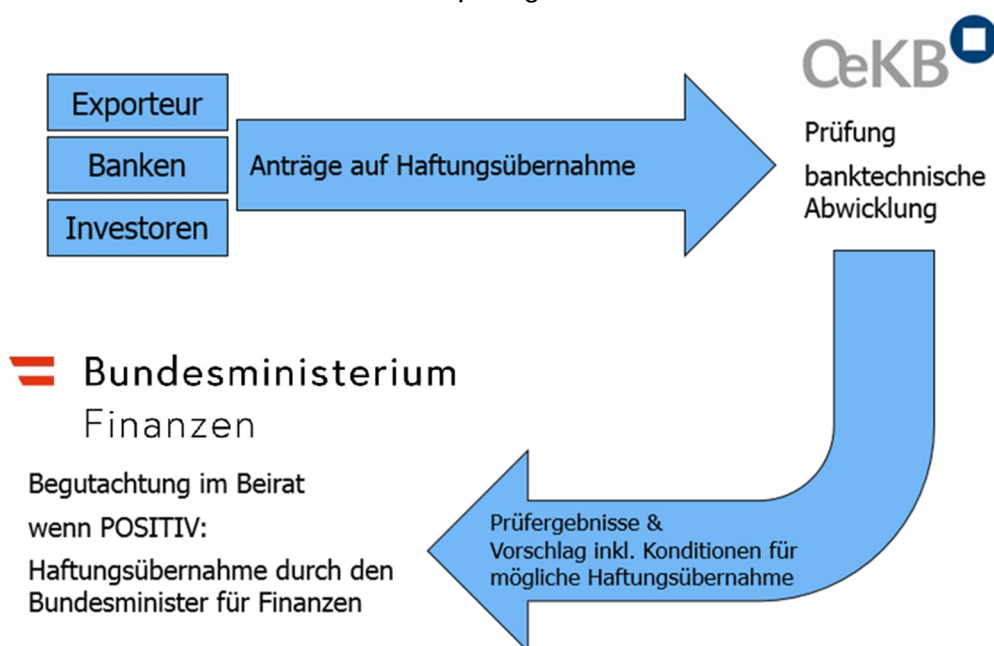 Exporteur
Banken
Investoren
Anträge auf Haftungsübernahme
OeKB
Prüfung
banktechnische
Abwicklung
Bundesministerium
Finanzen
Begutachtung im Beirat
wenn POSITIV:
Haftungsübernahme durch den
Bundesminister für Finanzen
Prüfergebnisse &
Vorschlag inkl. Konditionen für
mögliche Haftungsübernahme